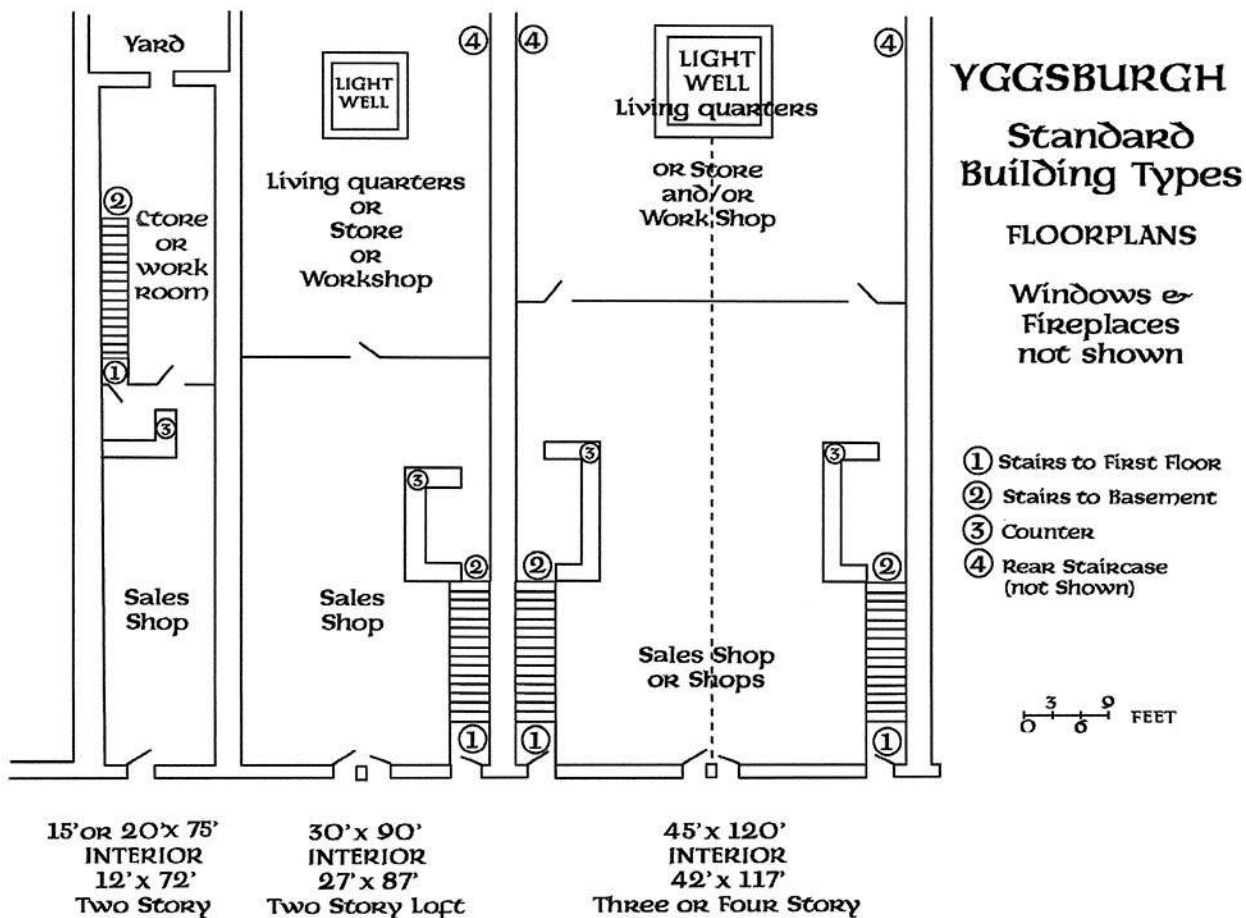 Yard
② Store
or
work
room
①
③
Sales
Shop
④
LIGHT
WELL
Living quarters
or
Store
or
Workshop
③
②
Sales
Shop
①
④
LIGHT
WELL
Living quarters
or Store
and/or
Work Shop
④
③
③
②
②
Sales Shop
or Shops
①
①
YGGSBURGH
Standard
Building Types
FLOORPLANS
Windows &
Fireplaces
not shown
① Stairs to First Floor
② Stairs to Basement
③ Counter
④ Rear Staircase
(not Shown)
0 3 6 9 FEET
15' or 20'x 75'
INTERIOR
12' x 72'
Two Story
30' x 90'
INTERIOR
27' x 87'
Two Story Loft
45' x 120'
INTERIOR
42' x 117'
Three or Four Story